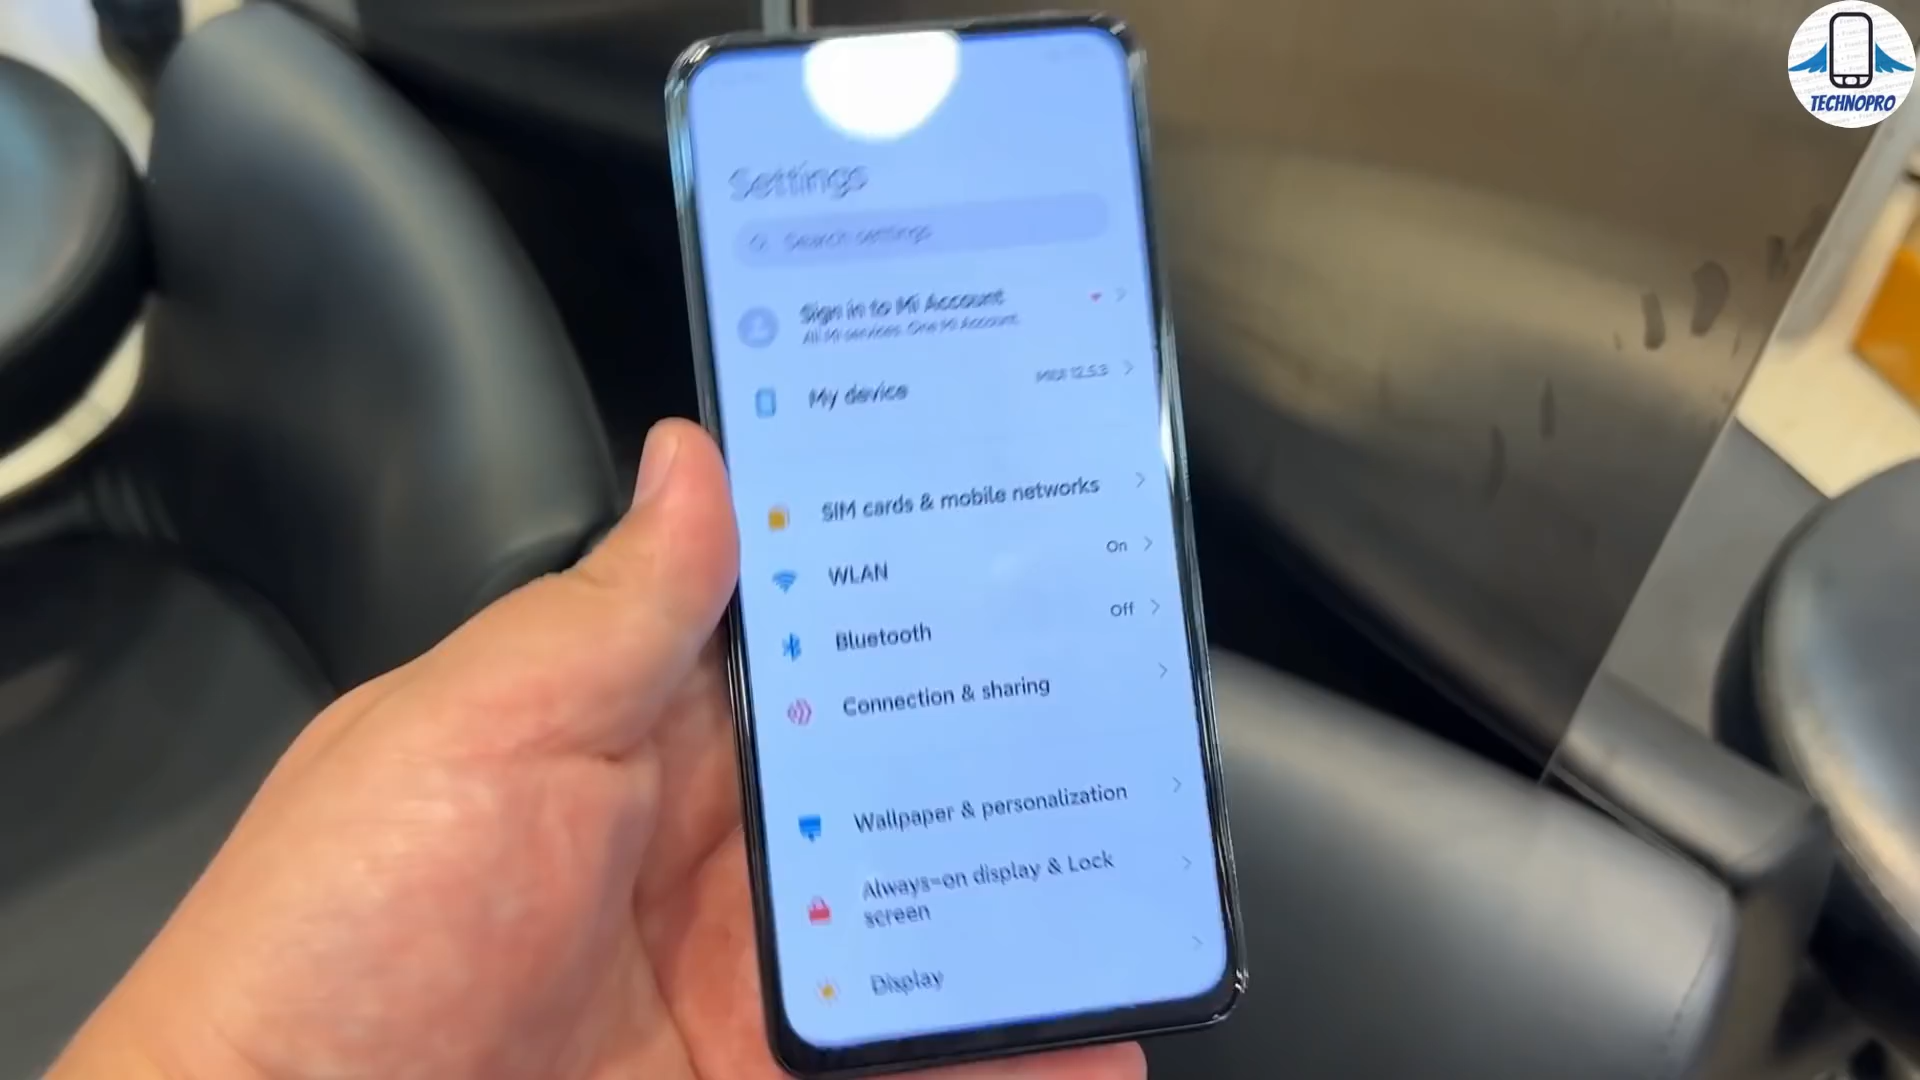 TECHNOPRO
Settings
Search settings
Sign in to Mi Account
All Mi services. One Mi Account.
My device
MIUI 12.5.3
SIM cards & mobile networks
WLAN
On
Bluetooth
Off
Connection & sharing
Wallpaper & personalization
Always-on display & Lock
screen
Display